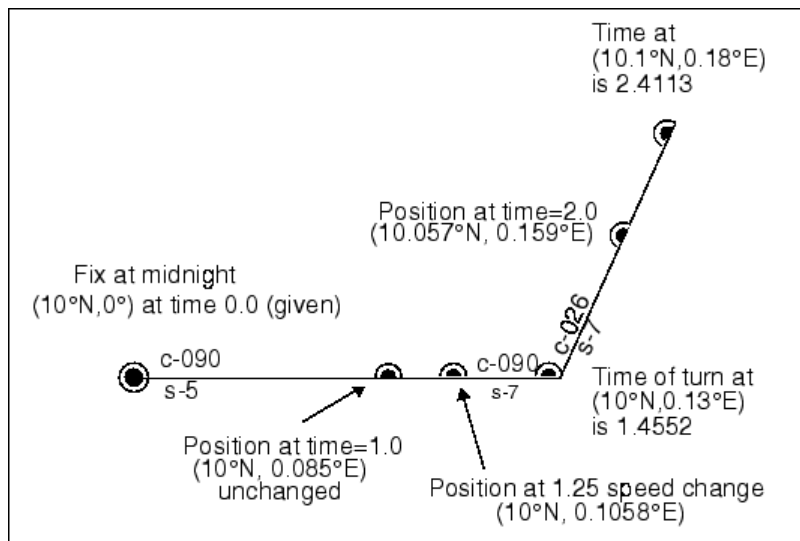 Time at
(10.1°N,0.18°E)
is 2.4113
Position at time=2.0
(10.057°N, 0.159°E)
Fix at midnight
(10°N,0°) at time 0.0 (given)
c-026
s-7
c-090
s-5
c-090
s-7
Time of turn at
(10°N,0.13°E)
is 1.4552
Position at time=1.0
(10°N, 0.085°E)
unchanged
Position at 1.25 speed change
(10°N, 0.1058°E)